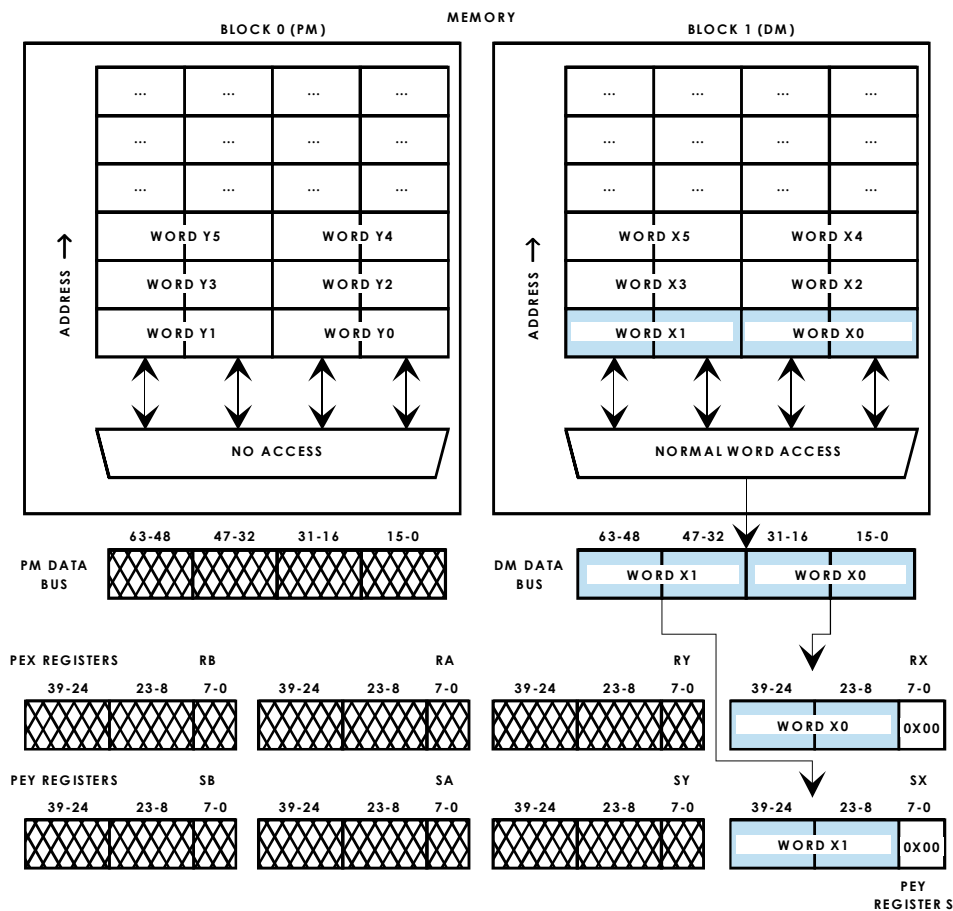 MEMORY
BLOCK 0 (PM) BLOCK 1 (DM)
... ... ... ... ... ... ... ...
... ... ... ... ... ... ... ...
... ... ... ... ... ... ... ...
WORD Y5 WORD Y4 WORD X5 WORD X4
ADDRESS → ADDRESS →
WORD Y3 WORD Y2 WORD X3 WORD X2
WORD Y1 WORD Y0 WORD X1 WORD X0
NO ACCESS NORMAL WORD ACCESS
63-48 47-32 31-16 15-0 63-48 47-32 31-16 15-0
PM DATA BUS DM DATA BUS WORD X1 WORD X0
PEX REGISTERS RB RA RY RX
39-24 23-8 7-0 39-24 23-8 7-0 39-24 23-8 7-0 39-24 23-8 7-0
WORD X0 0X00
PEY REGISTERS SB SA SY SX
39-24 23-8 7-0 39-24 23-8 7-0 39-24 23-8 7-0 39-24 23-8 7-0
WORD X1 0X00
PEY
REGISTERS